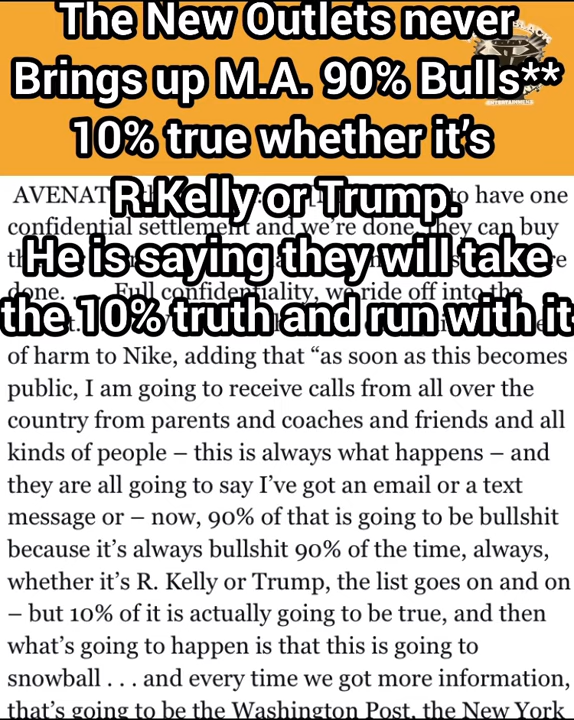 The New Outlets never
Brings up M.A. 90% Bulls**
10% true whether it's
R.Kelly or Trump.
He is saying they will take
the 10% truth and run with it
ENTERTAINMENT
AVENAT to have one
confidential settlement and we're done. They can buy
done. Full confidentiality, we ride off into the
of harm to Nike, adding that “as soon as this becomes
public, I am going to receive calls from all over the
country from parents and coaches and friends and all
kinds of people – this is always what happens – and
they are all going to say I've got an email or a text
message or – now, 90% of that is going to be bullshit
because it's always bullshit 90% of the time, always,
whether it's R. Kelly or Trump, the list goes on and on
– but 10% of it is actually going to be true, and then
what's going to happen is that this is going to
snowball . . . and every time we got more information,
that's going to be the Washington Post, the New York